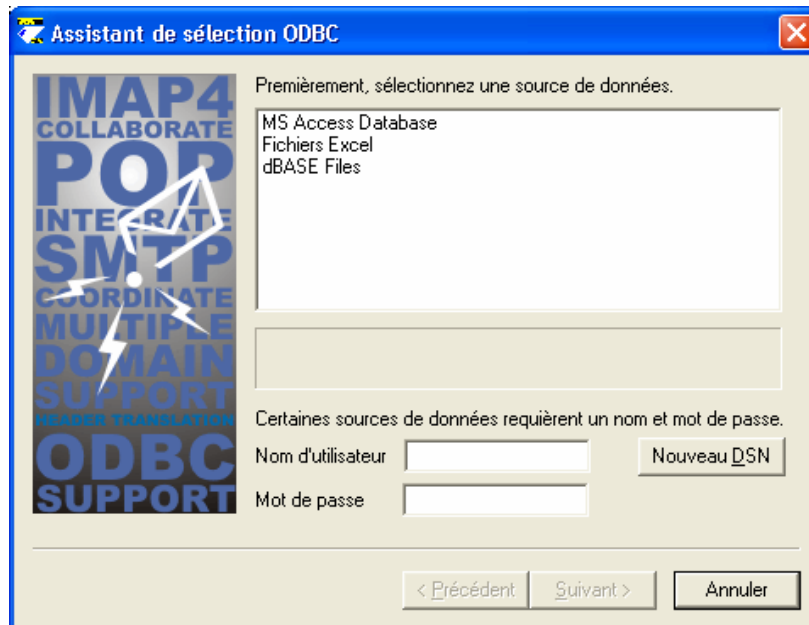 Assistant de sélection ODBC
IMAP4
COLLABORATE
POP
INTEGRATE
SMTP
COORDINATE
MULTIPLE
DOMAIN
SUPPORT
HEADER TRANSLATION
ODBC
SUPPORT
Premièrement, sélectionnez une source de données.
MS Access Database
Fichiers Excel
dBASE Files
Certaines sources de données requièrent un nom et mot de passe.
Nom d'utilisateur
Nouveau DSN
Mot de passe
< Précédent
Suivant >
Annuler